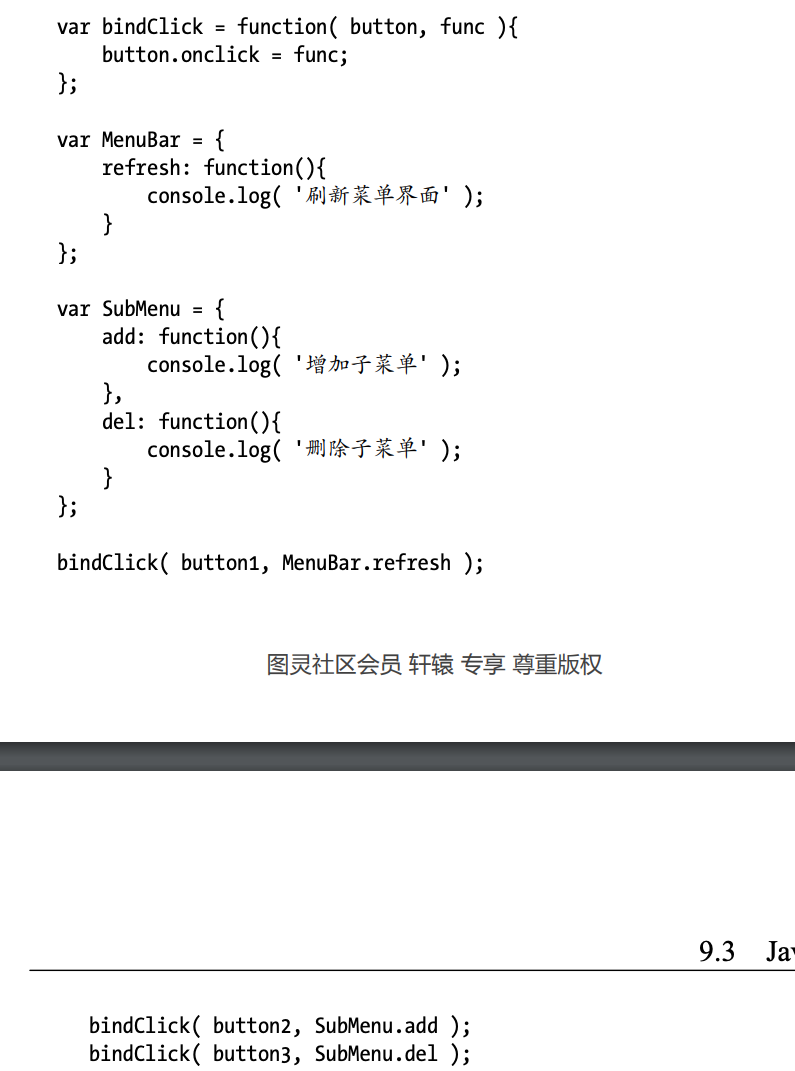 var bindClick = function( button, func ){
button.onclick = func;
};
var MenuBar = {
refresh: function(){
console.log( '刷新菜单界面' );
}
};
var SubMenu = {
add: function(){
console.log( '增加子菜单' );
},
del: function(){
console.log( '删除子菜单' );
}
};
bindClick( button1, MenuBar.refresh );
图灵社区会员 轩辕 专享 尊重版权
9.3 Jav
bindClick( button2, SubMenu.add );
bindClick( button3, SubMenu.del );